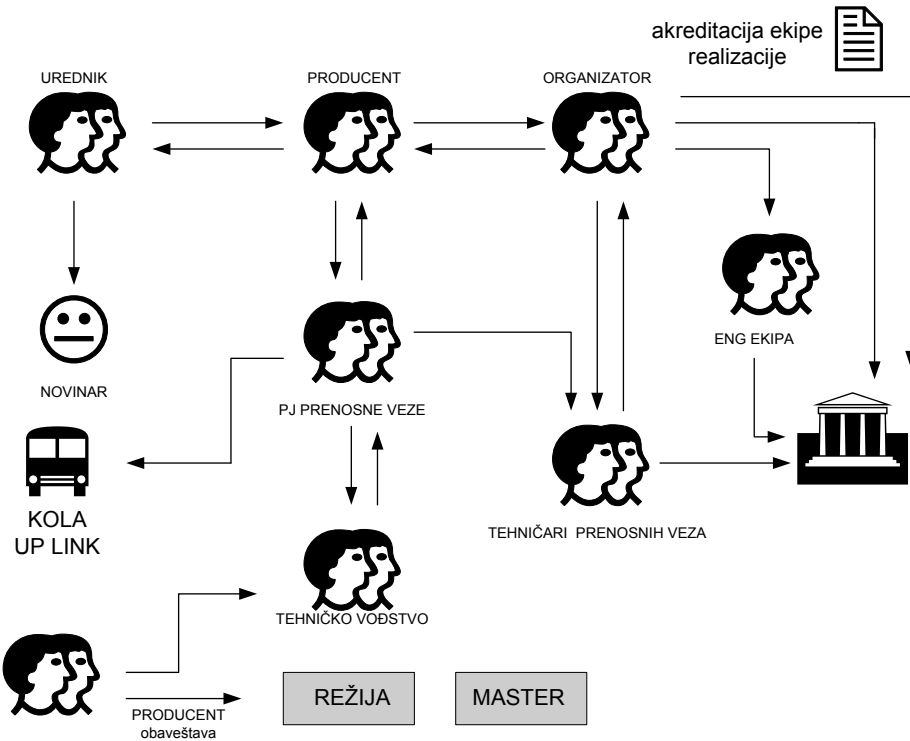 akreditacija ekipe
realizacije
UREDNIK
PRODUCENT
ORGANIZATOR
ENG EKIPA
NOVINAR
PJ PRENOSNE VEZE
KOLA
UP LINK
TEHNIČARI PRENOSNIH VEZA
TEHNIČKO VOĐSTVO
REŽIJA
MASTER
PRODUCENT
obaveštava